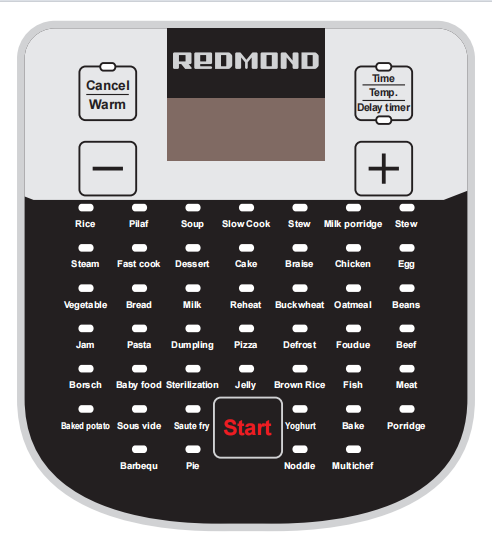 REDMOND
Cancel
Warm
Time
Temp.
Delay timer
Rice Pilaf Soup Slow Cook Stew Milk porridge Stew
Steam Fast cook Dessert Cake Braise Chicken Egg
Vegetable Bread Milk Reheat Buckwheat Oatmeal Beans
Jam Pasta Dumpling Pizza Defrost Foudue Beef
Borsch Baby food Sterilization Jelly Brown Rice Fish Meat
Baked potato Sous vide Saute fry Start Yoghurt Bake Porridge
Barbequ Pie Noddle Multichef